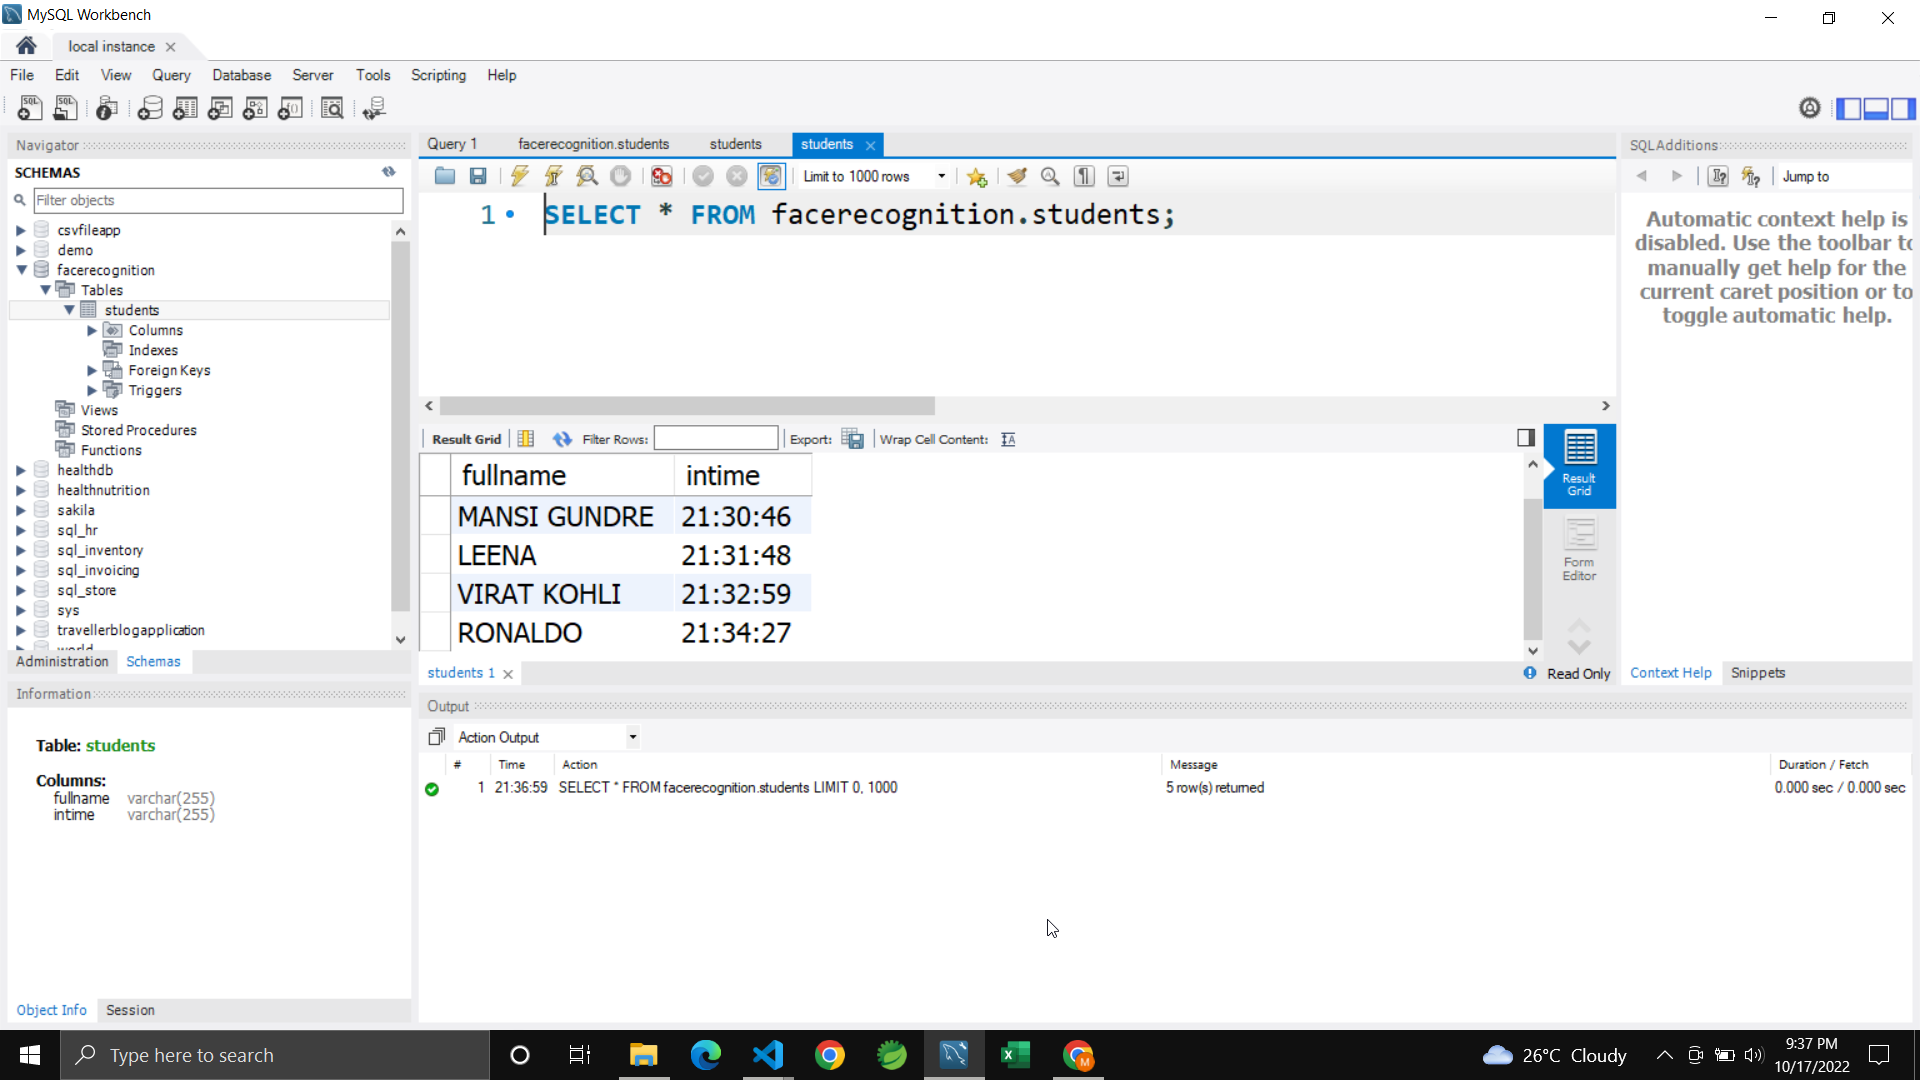 MySQL Workbench
local instance
File Edit View Query Database Server Tools Scripting Help
Navigator
SCHEMAS
Filter objects
csvfileapp
demo
facerecognition
Tables
students
Columns
Indexes
Foreign Keys
Triggers
Views
Stored Procedures
Functions
healthdb
healthnutrition
sakila
sql_hr
sql_inventory
sql_invoicing
sql_store
sys
travellerblogapplication
world
Administration Schemas
Information
Table: students
Columns:
fullname varchar(255)
intime varchar(255)
Object Info Session
Query 1 facerecognition.students students students
Limit to 1000 rows
1 SELECT * FROM facerecognition.students;
Result Grid Filter Rows: Export: Wrap Cell Content:
fullname intime
MANSI GUNDRE 21:30:46
LEENA 21:31:48
VIRAT KOHLI 21:32:59
RONALDO 21:34:27
Result
Grid
Form
Editor
students 1
Read Only
SQLAdditions
Jump to
Automatic context help is
disabled. Use the toolbar to
manually get help for the
current caret position or to
toggle automatic help.
Context Help Snippets
Output
Action Output
# Time Action Message Duration / Fetch
1 21:36:59 SELECT * FROM facerecognition.students LIMIT 0, 1000 5 row(s) returned 0.000 sec / 0.000 sec
Type here to search
26°C Cloudy
9:37 PM
10/17/2022